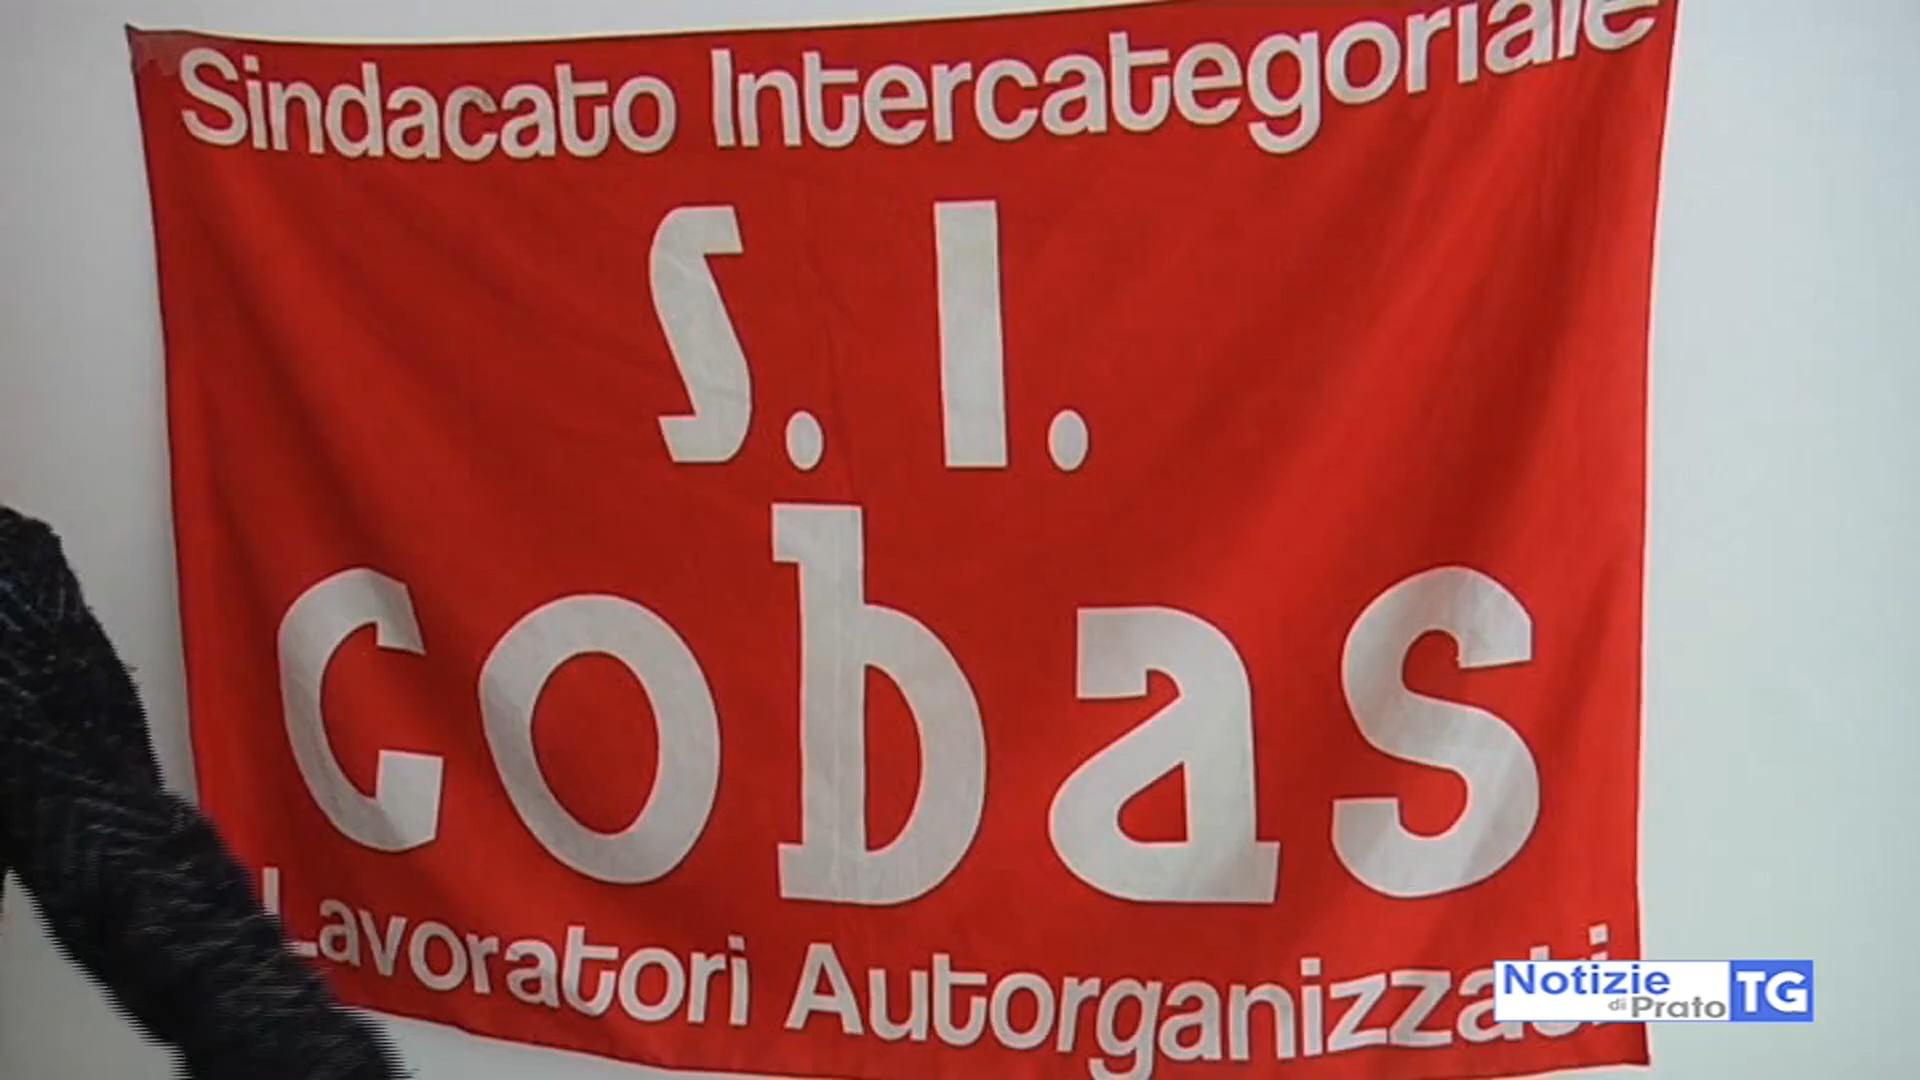 Sindacato Intercategoriale
S. I.
cobas
Lavoratori Autorganizzati
Notizie
di Prato TG